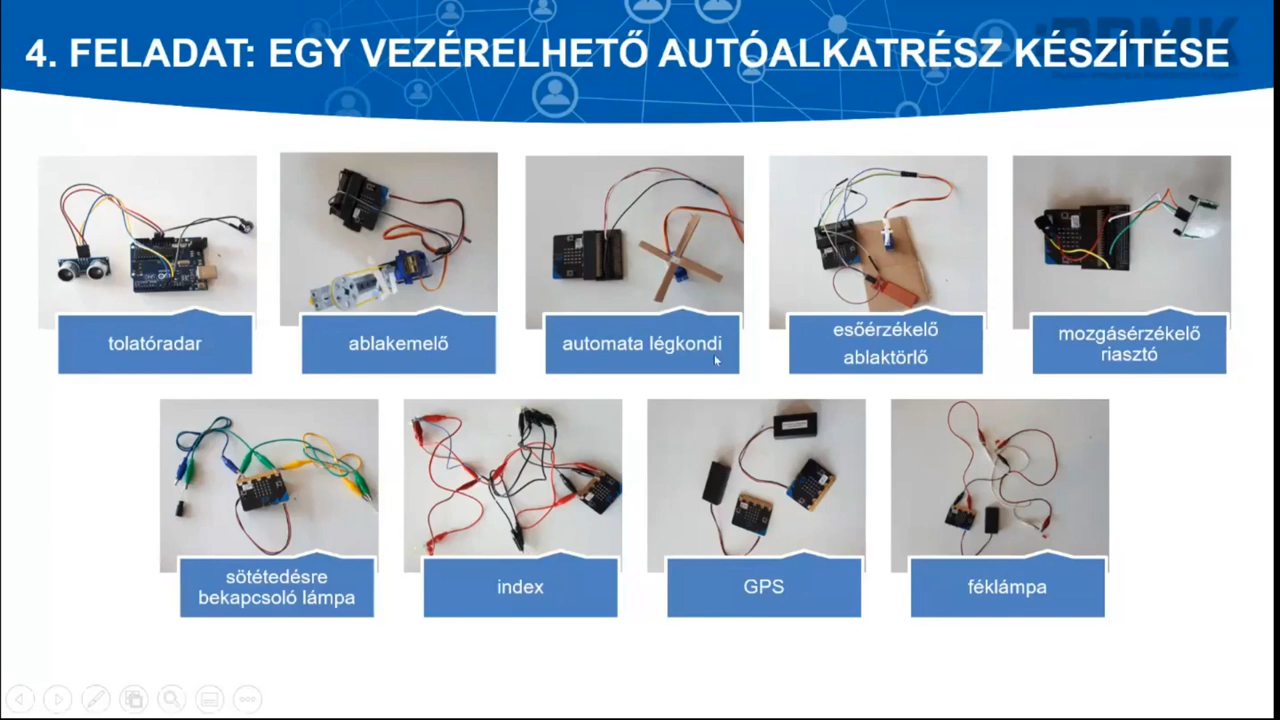 4. FELADAT: EGY VEZÉRELHETŐ AUTÓALKATRÉSZ KÉSZÍTÉSE
tolatóradar
ablakemelő
automata légkondi
esőérzékelő
ablaktörlő
mozgásérzékelő
riasztó
sötétedésre
bekapcsoló lámpa
index
GPS
féklámpa